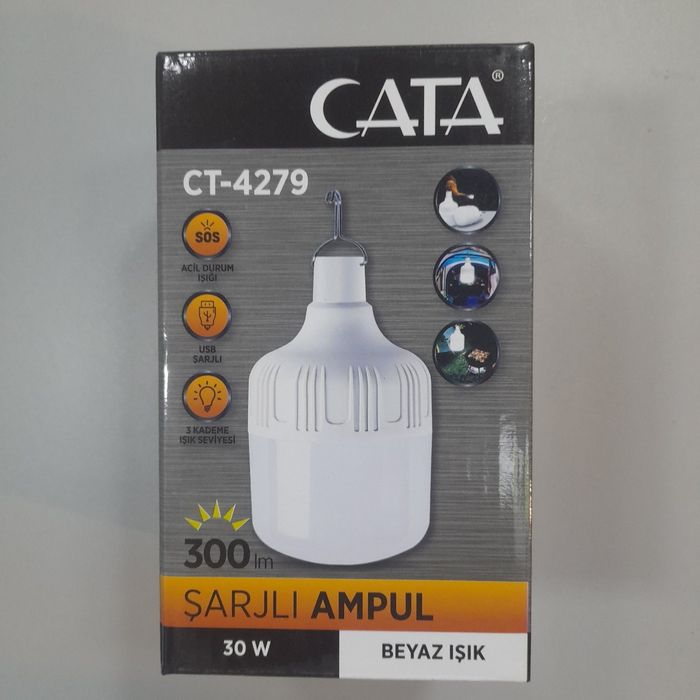 CATA®
CT-4279
SOS
ACİL DURUM
IŞIĞI
USB
ŞARJLI
3 KADEME
IŞIK SEVİYESİ
300 lm
ŞARJLI AMPUL
30 W
BEYAZ IŞIK